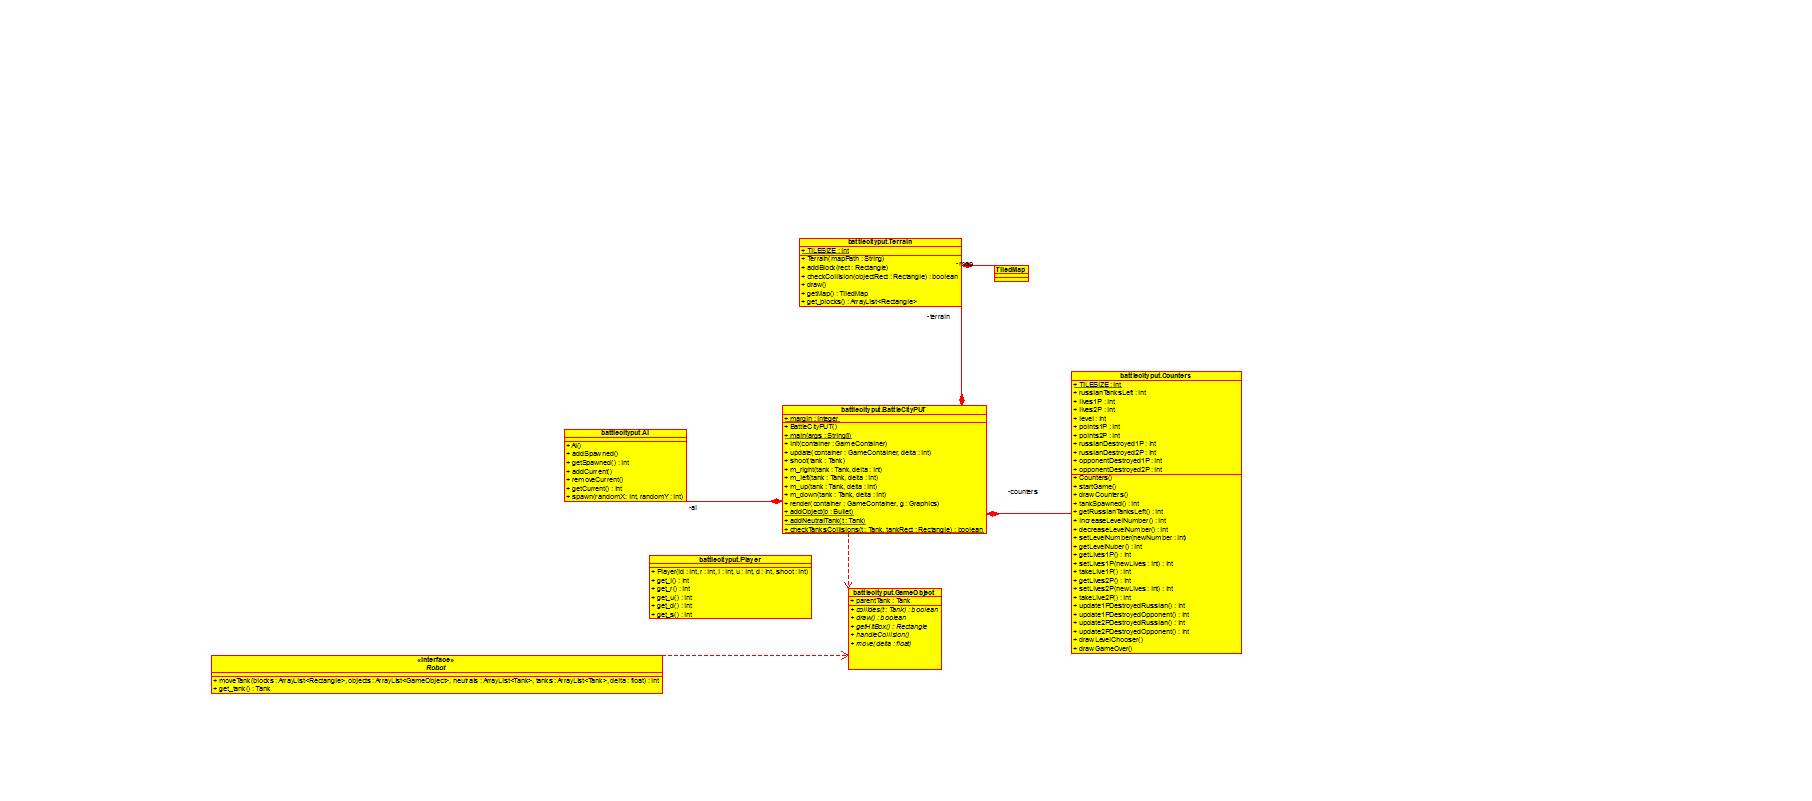 battlecityput.Terrain
+ TILESIZE : int
+ Terrain(mapPath : String)
+ addBlock(rect : Rectangle)
+ checkCollision(objectRect : Rectangle) : boolean
+ draw()
+ getMap() : TiledMap
+ get_blocks() : ArrayList<Rectangle>
-map
TiledMap
-terrain
battlecityput.Counters
+ TILESIZE : int
+ russianTanksLeft : int
+ lives1P : int
+ lives2P : int
+ level : int
+ points1P : int
+ points2P : int
+ russianDestroyed1P : int
+ russianDestroyed2P : int
+ opponentDestroyed1P : int
+ opponentDestroyed2P : int
+ Counters()
+ startGame()
+ drawCounters()
+ tankSpawned() : int
+ getRussianTanksLeft() : int
+ increaseLevelNumber() : int
+ decreaseLevelNumber() : int
+ setLevelNumber(newNumber : int)
+ getLevelNuber() : int
+ getLives1P() : int
+ setLives1P(newLives : int) : int
+ takeLive1P() : int
+ getLives2P() : int
+ setLives2P(newLives : int) : int
+ takeLive2P() : int
+ update1PDestroyedRussian() : int
+ update1PDestroyedOpponent() : int
+ update2PDestroyedRussian() : int
+ update2PDestroyedOpponent() : int
+ drawLevelChooser()
+ drawGameOver() : int
battlecityput.BattleCityPUT
+ margin : Integer
+ BattleCityPUT()
+ main(args : String[])
+ init(container : GameContainer)
+ update(container : GameContainer, delta : int)
+ shoot(tank : Tank)
+ m_right(tank : Tank, delta : int)
+ m_left(tank : Tank, delta : int)
+ m_up(tank : Tank, delta : int)
+ m_down(tank : Tank, delta : int)
+ render(container : GameContainer, g : Graphics)
+ addObject(b : Bullet)
+ addNeutralTank(t : Tank)
+ checkTanksCollisions(t : Tank, tankRect : Rectangle) : boolean
battlecityput.AI
+ AI()
+ addSpawned()
+ getSpawned() : int
+ addCurrent()
+ removeCurrent()
+ getCurrent() : int
+ spawn(randomX : int, randomY : int)
-ai
-counters
battlecityput.Player
+ Player(id : int, r : int, l : int, u : int, d : int, shoot : int)
+ get_l() : int
+ get_r() : int
+ get_u() : int
+ get_d() : int
+ get_s() : int
battlecityput.GameObject
+ parentTank : Tank
+ collides(t : Tank) : boolean
+ draw() : boolean
+ getHitBox() : Rectangle
+ handleCollision()
+ move(delta : float)
«interface»
Robot
+ moveTank(blocks : ArrayList<Rectangle>, objects : ArrayList<GameObject>, neutrals : ArrayList<Tank>, tanks : ArrayList<Tank>, delta : float) : int
+ get_tank() : Tank